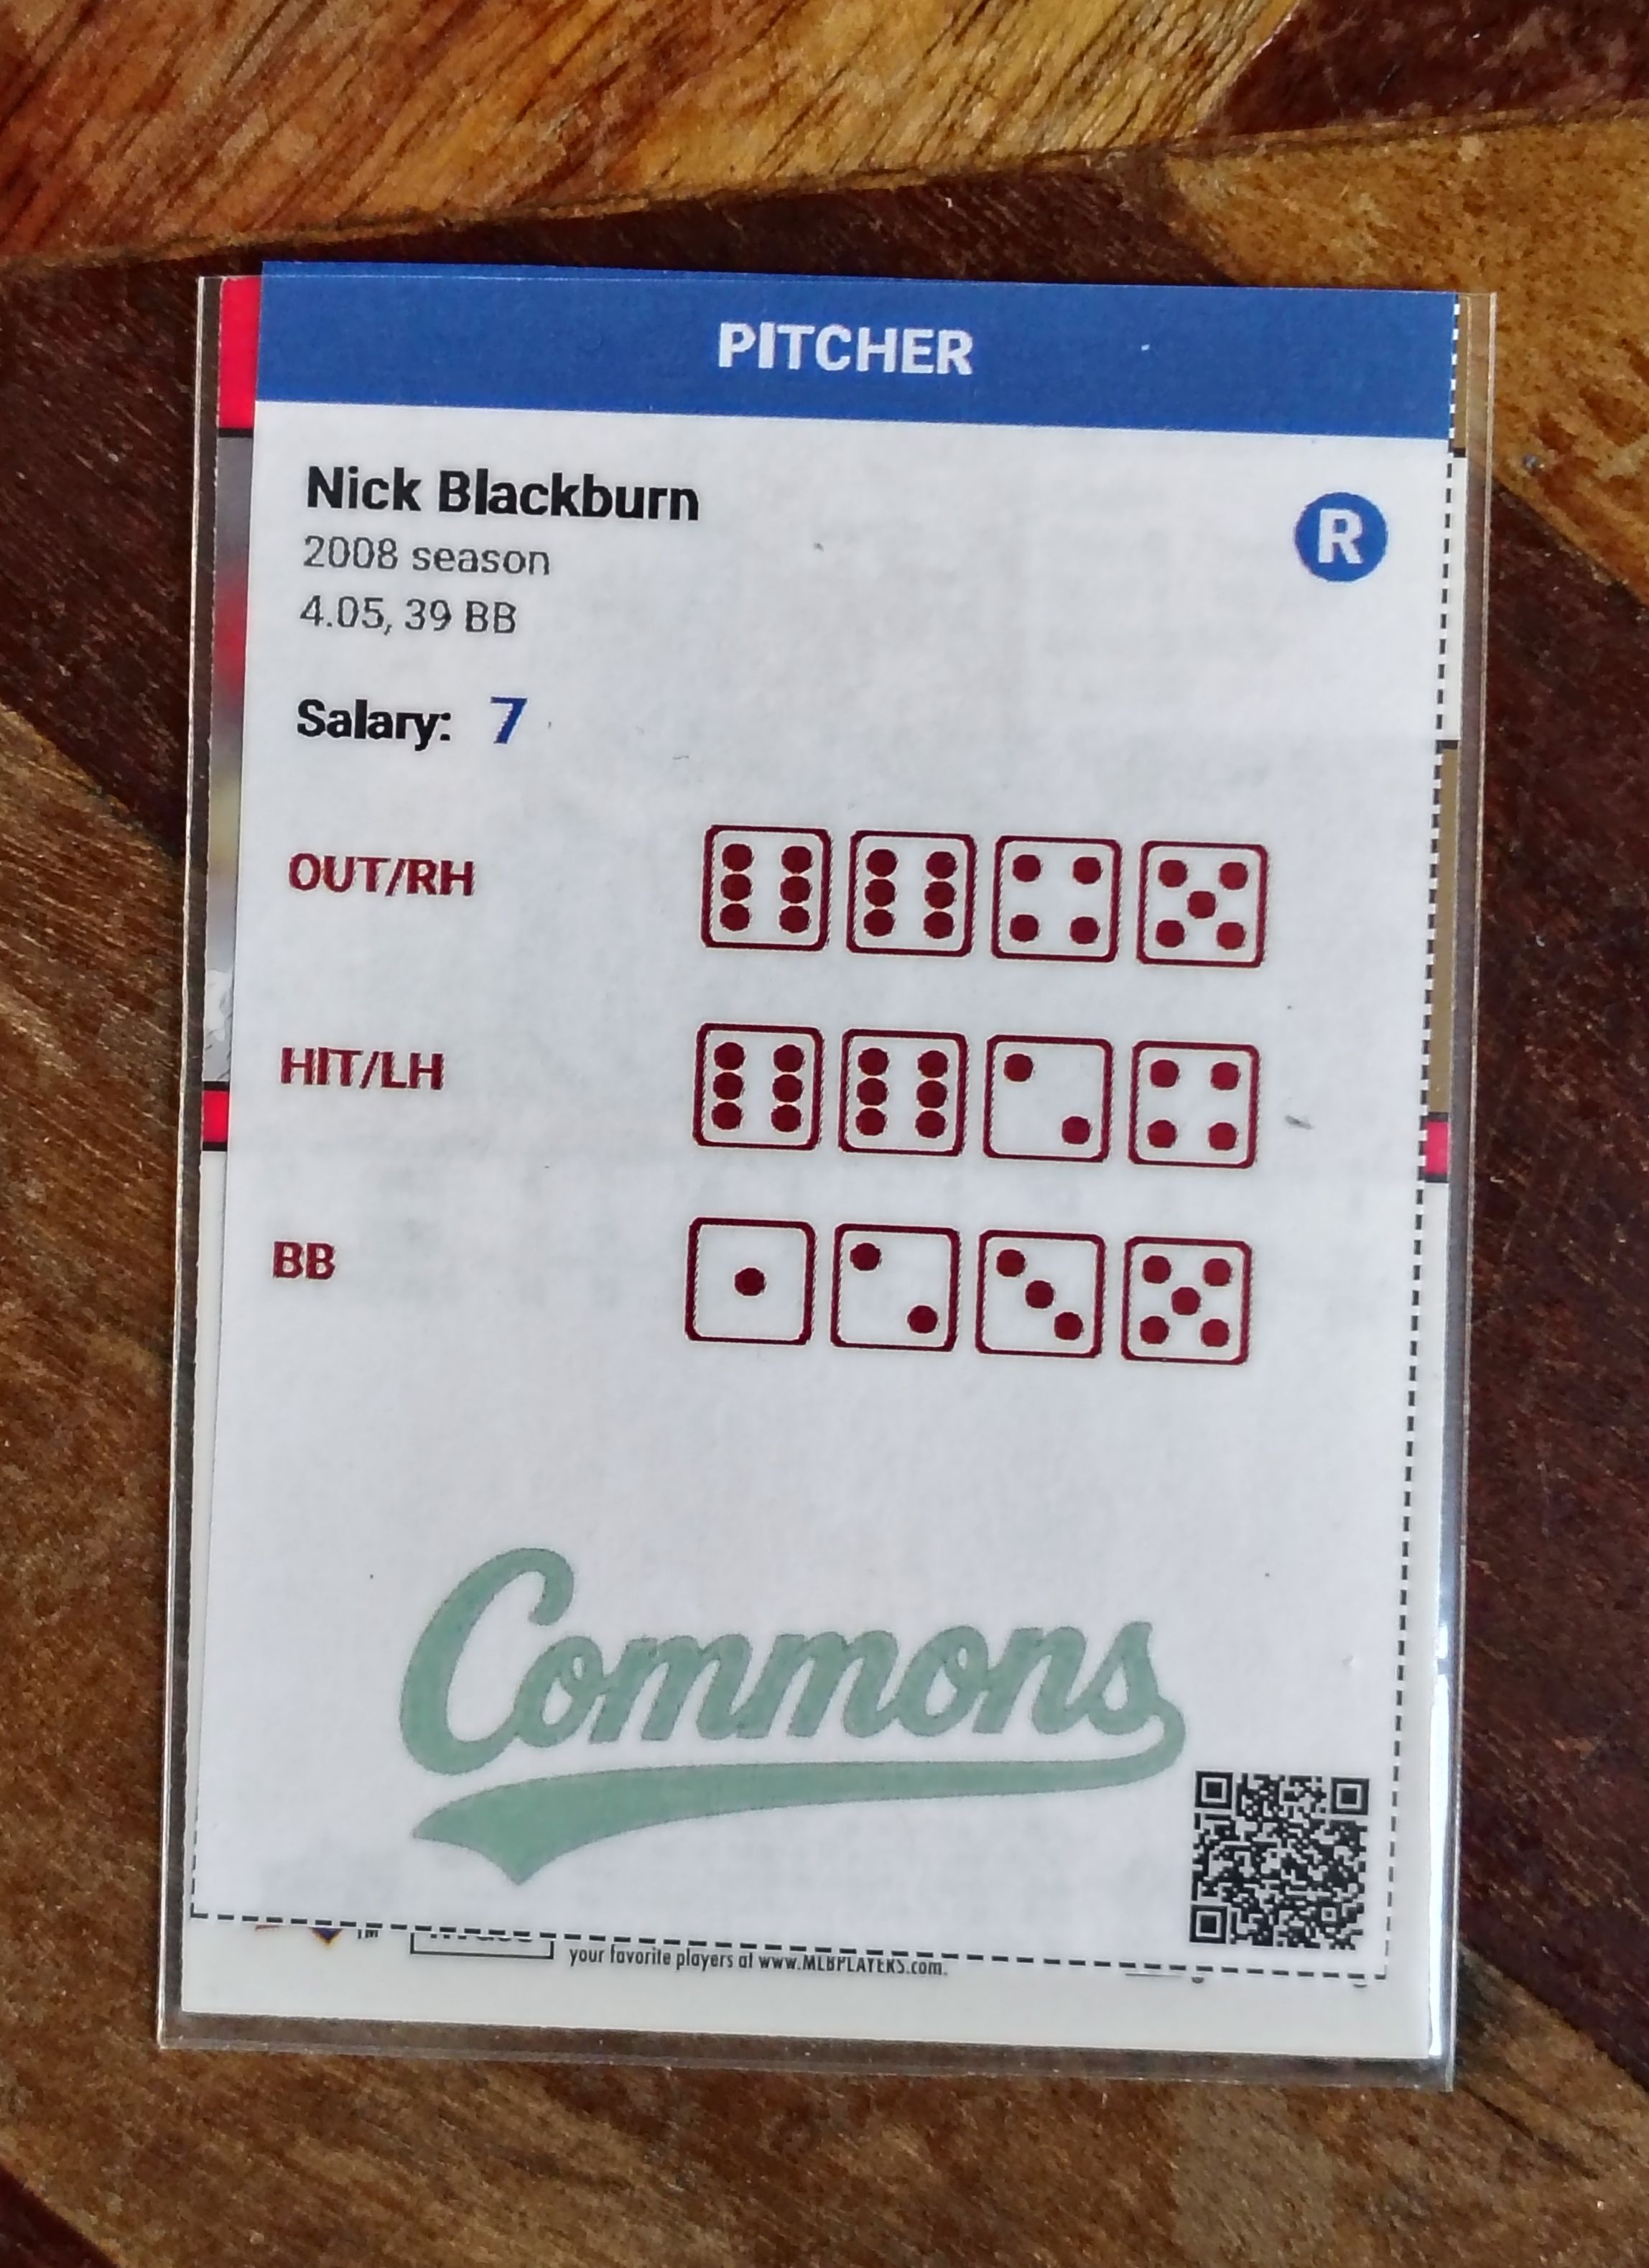 PITCHER
Nick Blackburn
R
2008 season
4.05, 39 BB
Salary: 7
OUT/RH
HIT/LH
BB
Commons
TM
your favorite players at www.MLBPLAYERS.com.